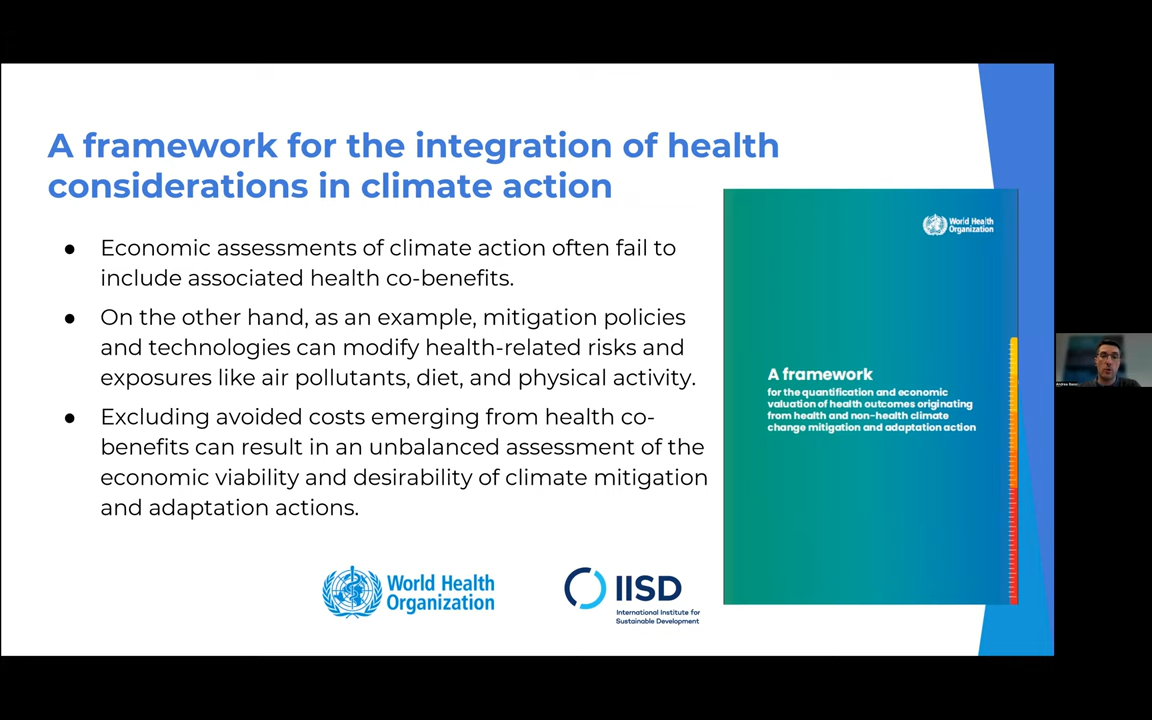 A framework for the integration of health
considerations in climate action
● Economic assessments of climate action often fail to
include associated health co-benefits.
● On the other hand, as an example, mitigation policies
and technologies can modify health-related risks and
exposures like air pollutants, diet, and physical activity.
● Excluding avoided costs emerging from health co-
benefits can result in an unbalanced assessment of the
economic viability and desirability of climate mitigation
and adaptation actions.
World Health
Organization
IISD
International Institute for
Sustainable Development
World Health
Organization
A framework
for the quantification and economic
valuation of health outcomes originating
from health and non-health climate
change mitigation and adaptation action